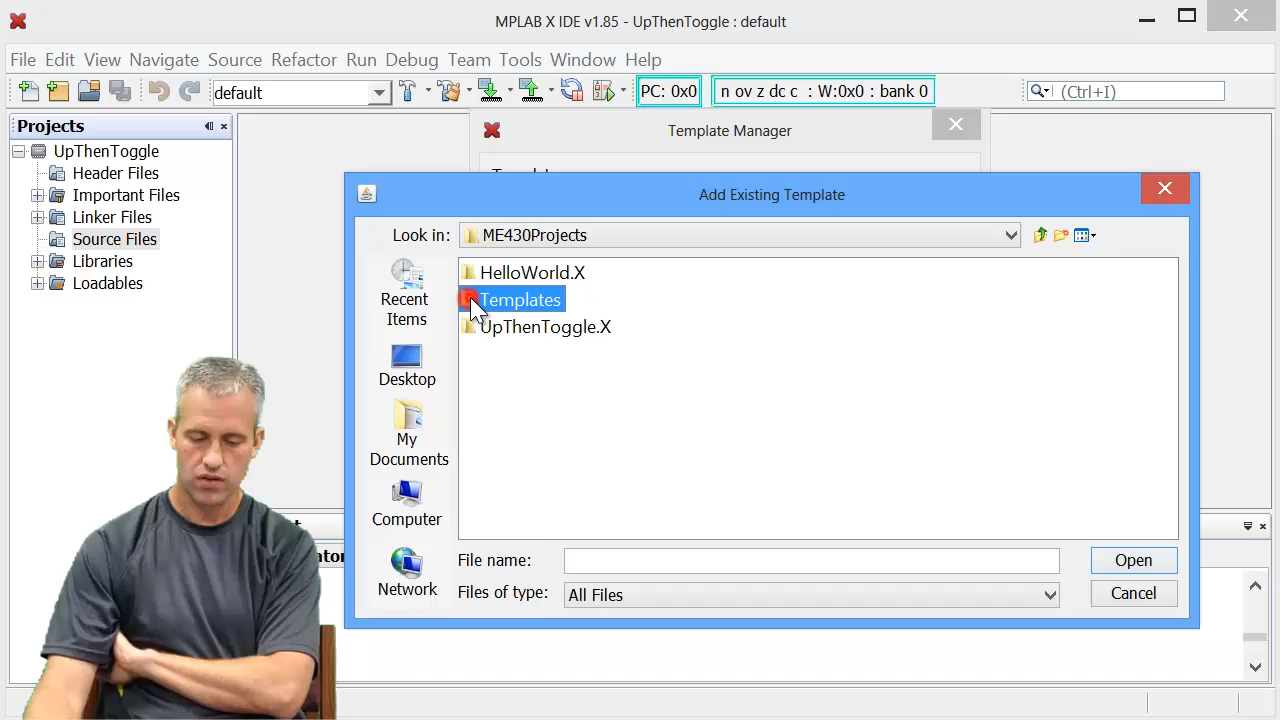 MPLAB X IDE v1.85 - UpThenToggle : default
File Edit View Navigate Source Refactor Run Debug Team Tools Window Help
default
PC: 0x0
n ov z dc c : W:0x0 : bank 0
(Ctrl+I)
Projects
UpThenToggle
Header Files
Important Files
Linker Files
Source Files
Libraries
Loadables
Template Manager
Add Existing Template
Look in:
ME430Projects
Recent Items
Desktop
My Documents
Computer
Network
HelloWorld.X
Templates
UpThenToggle.X
File name:
Open
Files of type:
All Files
Cancel